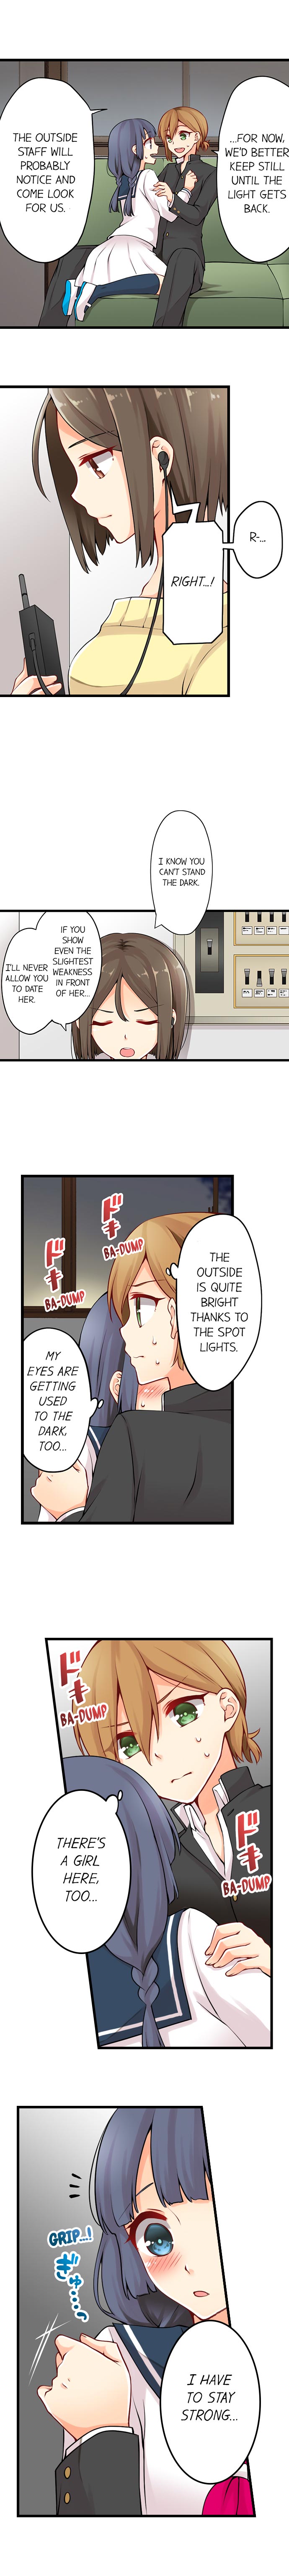 ...FOR NOW,
WE'D BETTER
KEEP STILL
UNTIL THE
LIGHT GETS
BACK.
THE OUTSIDE
STAFF WILL
PROBABLY
NOTICE AND
COME LOOK
FOR US.
R-...
RIGHT...!
I KNOW YOU
CAN'T STAND
THE DARK.
IF YOU
SHOW
EVEN THE
SLIGHTEST
WEAKNESS
IN FRONT
OF HER...
I'LL NEVER
ALLOW YOU
TO DATE
HER.
ドキ
BA-DUMP
ドキ
BA-DUMP
THE
OUTSIDE
IS QUITE
BRIGHT
THANKS TO
THE SPOT
LIGHTS.
MY
EYES ARE
GETTING
USED
TO THE
DARK,
TOO...
ドキ
BA-DUMP
ドキ
BA-DUMP
THERE'S
A GIRL
HERE,
TOO...
GRIP...!
ぎゅ…っ
I HAVE
TO STAY
STRONG...